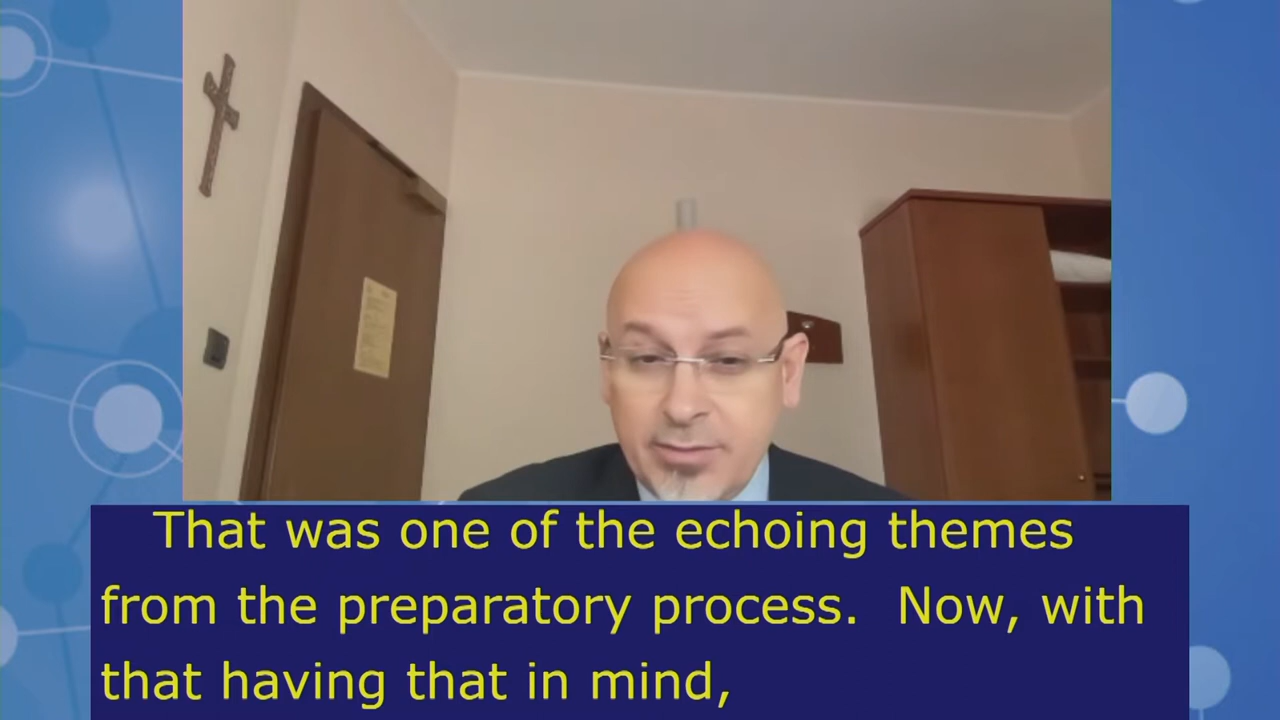 That was one of the echoing themes
from the preparatory process.  Now, with
that having that in mind,